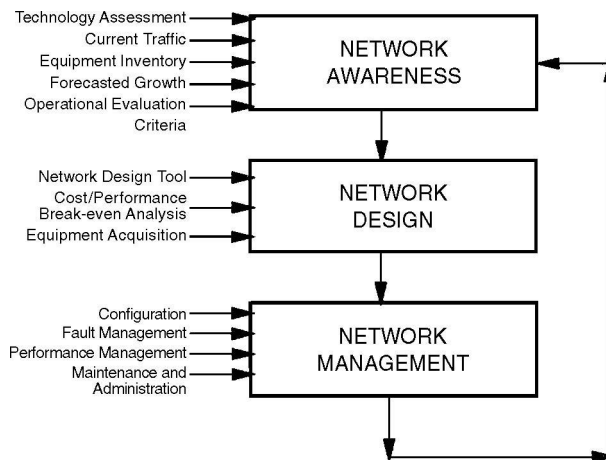 Technology Assessment
Current Traffic
Equipment Inventory
Forecasted Growth
Operational Evaluation
Criteria
NETWORK
AWARENESS
Network Design Tool
Cost/Performance
Break-even Analysis
Equipment Acquisition
NETWORK
DESIGN
Configuration
Fault Management
Performance Management
Maintenance and
Administration
NETWORK
MANAGEMENT